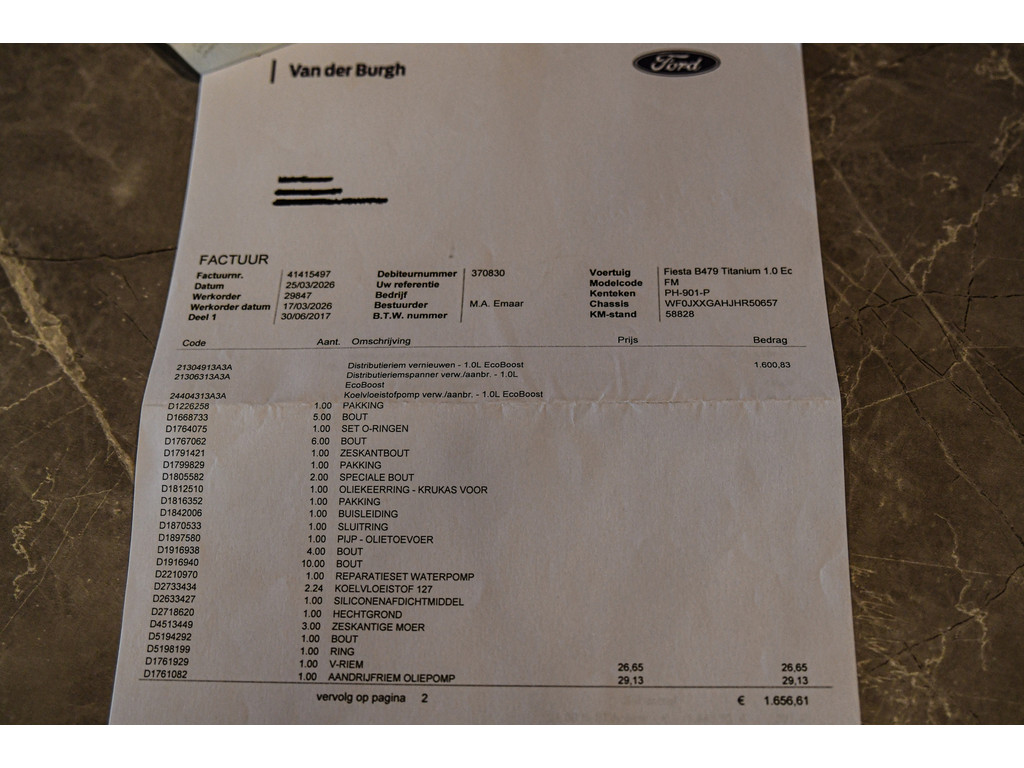 Van der Burgh
Ford
FACTUUR
Factuurnr. 41415497 Debiteurnummer 370830 Voertuig Fiesta B479 Titanium 1.0 Ec
Datum 25/03/2026 Uw referentie Modelcode FM
Werkorder 29847 Bedrijf Kenteken PH-901-P
Werkorder datum 17/03/2026 Bestuurder M.A. Emaar Chassis WF0JXXGAHJHR50657
Deel 1 30/06/2017 B.T.W. nummer KM-stand 58828
Code Aant. Omschrijving Prijs Bedrag
21304913A3A Distributieriem vernieuwen - 1.0L EcoBoost 1.600,83
21306313A3A Distributieriemspanner verw./aanbr. - 1.0L
EcoBoost
24404313A3A Koelvloeistofpomp verw./aanbr. - 1.0L EcoBoost
D1226258 1.00 PAKKING
D1668733 5.00 BOUT
D1764075 1.00 SET O-RINGEN
D1767062 6.00 BOUT
D1791421 1.00 ZESKANTBOUT
D1799829 1.00 PAKKING
D1805582 2.00 SPECIALE BOUT
D1812510 1.00 OLIEKEERRING - KRUKAS VOOR
D1816352 1.00 PAKKING
D1842006 1.00 BUISLEIDING
D1870533 1.00 SLUITRING
D1897580 1.00 PIJP - OLIETOEVOER
D1916938 4.00 BOUT
D1916940 10.00 BOUT
D2210970 1.00 REPARATIESET WATERPOMP
D2733434 2.24 KOELVLOEISTOF 127
D2633427 1.00 SILICONENAFDICHTMIDDEL
D2718620 1.00 HECHTGROND
D4513449 3.00 ZESKANTIGE MOER
D5194292 1.00 BOUT
D5198199 1.00 RING
D1761929 1.00 V-RIEM 26,65 26,65
D1761082 1.00 AANDRIJFRIEM OLIEPOMP 29,13 29,13
vervolg op pagina 2 € 1.656,61